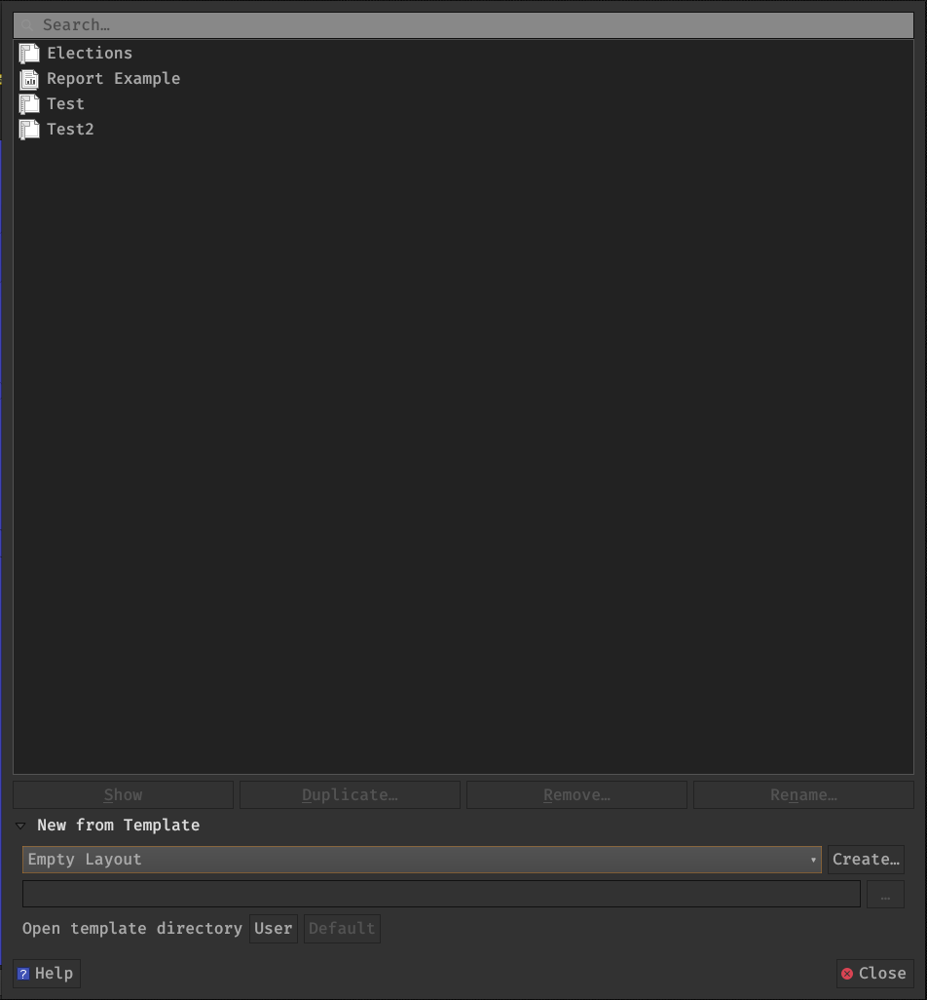 Search…
Elections
Report Example
Test
Test2
Show Duplicate… Remove… Rename…
New from Template
Empty Layout Create…
…
Open template directory User Default
? Help Close